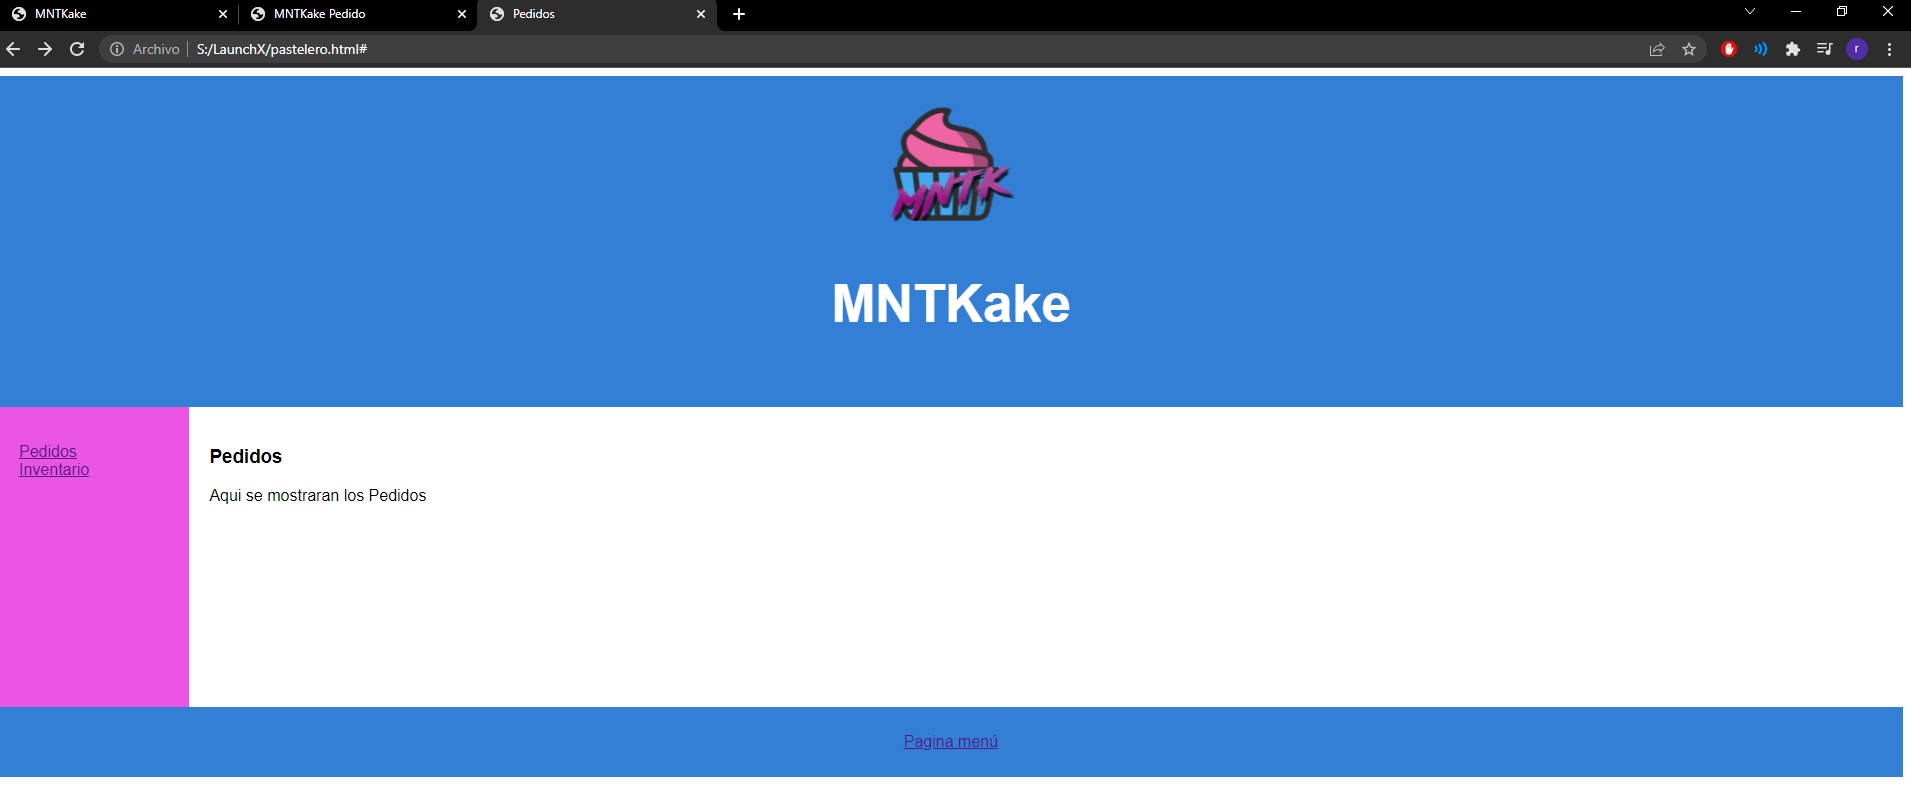 MNTKake
MNTKake Pedido
Pedidos
Archivo
S:/LaunchX/pastelero.html#
r
MNTK
MNTKake
Pedidos
Inventario
Pedidos
Aqui se mostraran los Pedidos
Pagina menú